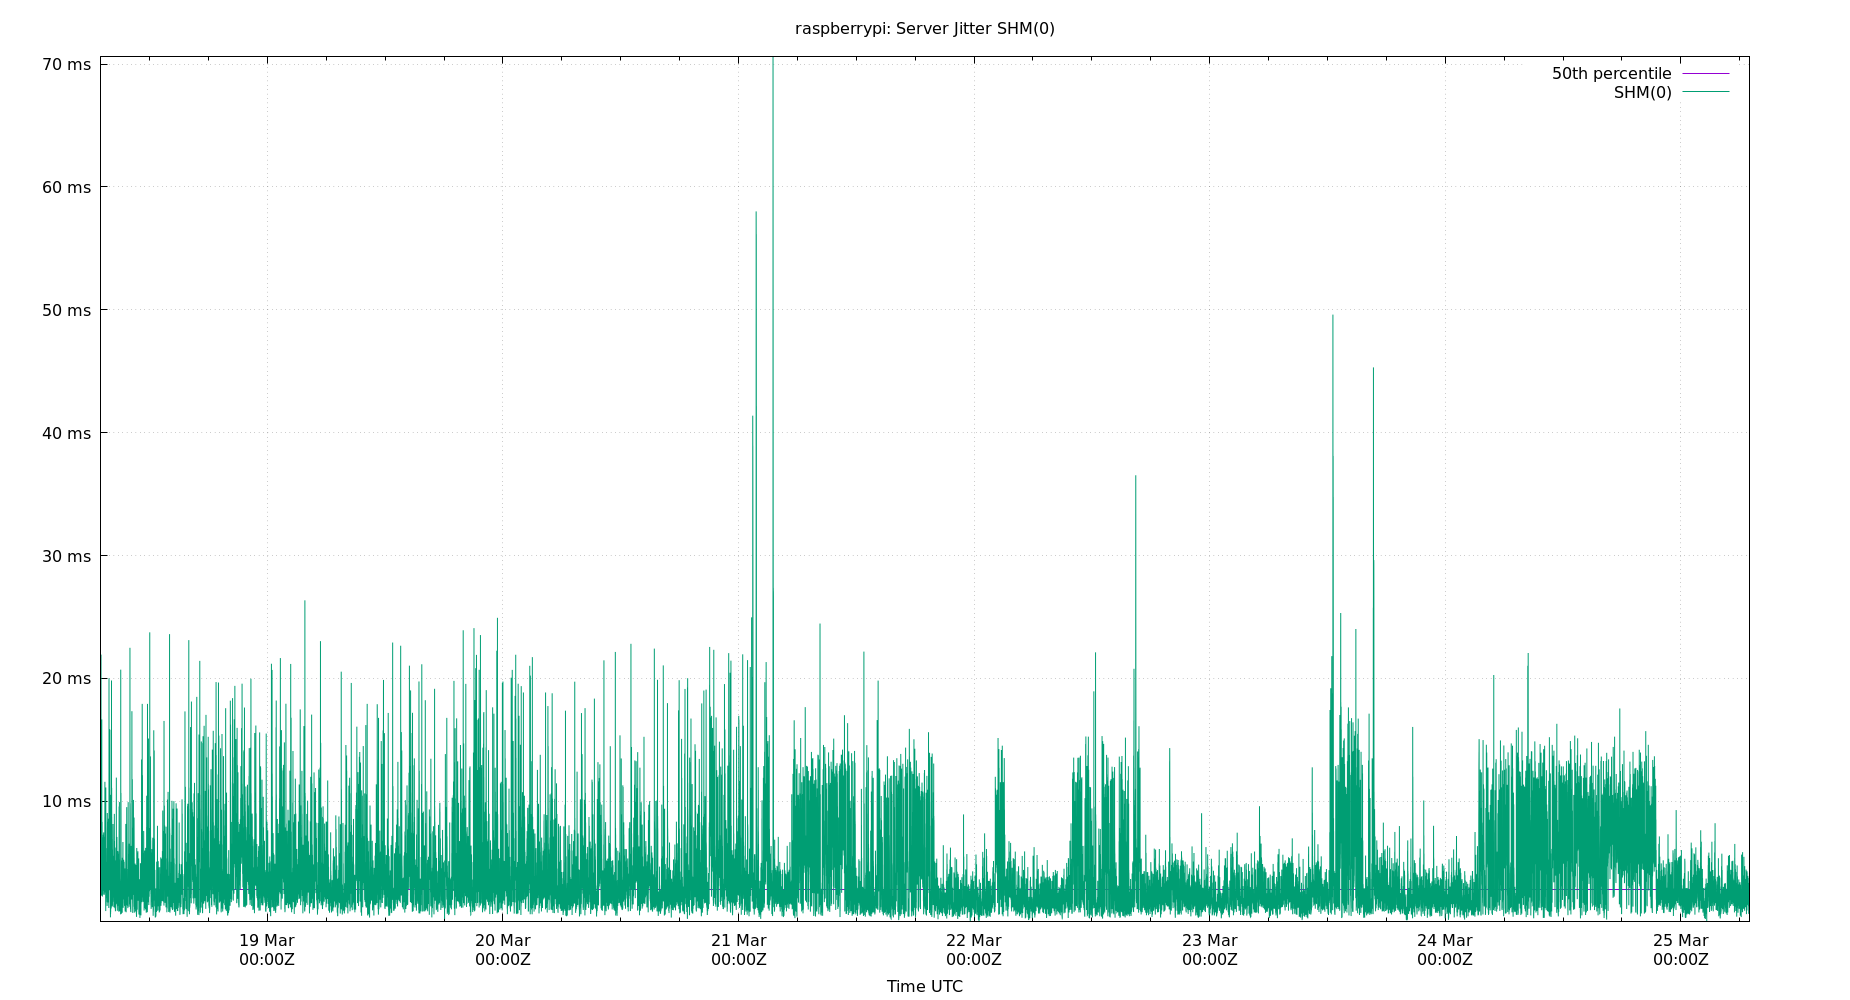 raspberrypi: Server Jitter SHM(0)
70 ms
60 ms
50 ms
40 ms
30 ms
20 ms
10 ms
50th percentile
SHM(0)
19 Mar
00:00Z
20 Mar
00:00Z
21 Mar
00:00Z
22 Mar
00:00Z
23 Mar
00:00Z
24 Mar
00:00Z
25 Mar
00:00Z
Time UTC